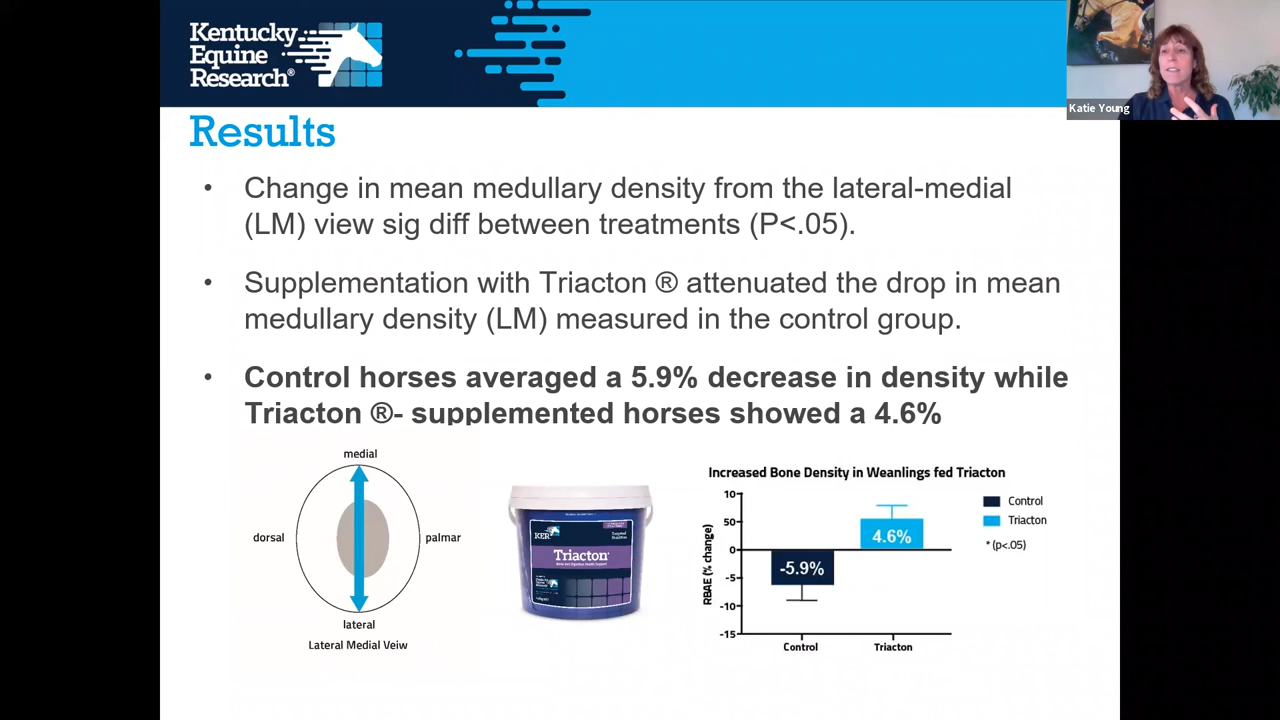 Kentucky
Equine
Research®
Katie Young
Results
• Change in mean medullary density from the lateral-medial
(LM) view sig diff between treatments (P<.05).
• Supplementation with Triacton ® attenuated the drop in mean
medullary density (LM) measured in the control group.
• Control horses averaged a 5.9% decrease in density while
Triacton ®- supplemented horses showed a 4.6%
medial
dorsal
palmar
lateral
Lateral Medial Veiw
KER
Triacton
Increased Bone Density in Weanlings fed Triacton
RBAE (% change)
10
50
0
-5
-10
-15
-5.9%
4.6%
Control
Triacton
Control
Triacton
* (p<.05)